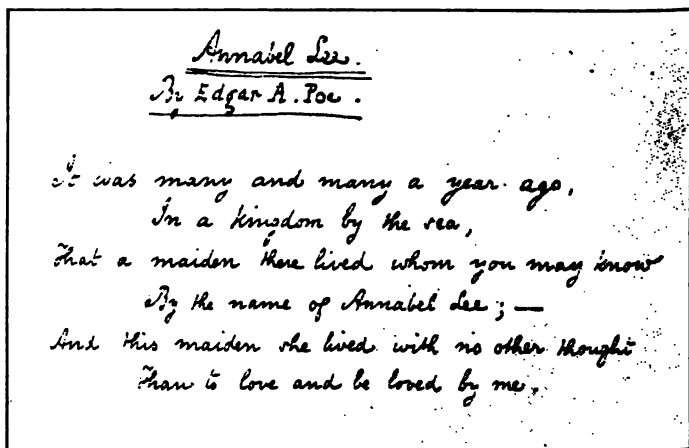 Annabel Lee.
By Edgar A. Poe.
It was many and many a year ago,
In a kingdom by the sea,
That a maiden there lived whom you may know
By the name of Annabel Lee; —
And this maiden she lived with no other thought
Than to love and be loved by me.